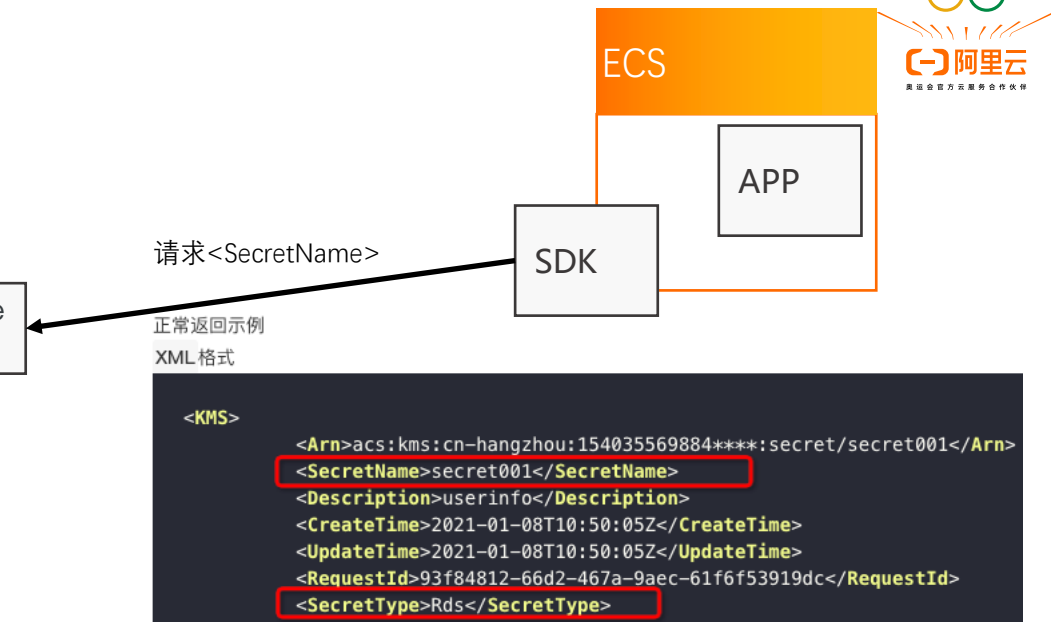 ECS
阿里云
奥运会官方云服务合作伙伴
APP
请求<SecretName>
SDK
e
正常返回示例
XML格式
<KMS>
<Arn>acs:kms:cn-hangzhou:154035569884****:secret/secret001</Arn>
<SecretName>secret001</SecretName>
<Description>userinfo</Description>
<CreateTime>2021-01-08T10:50:05Z</CreateTime>
<UpdateTime>2021-01-08T10:50:05Z</UpdateTime>
<RequestId>93f84812-66d2-467a-9aec-61f6f53919dc</RequestId>
<SecretType>Rds</SecretType>